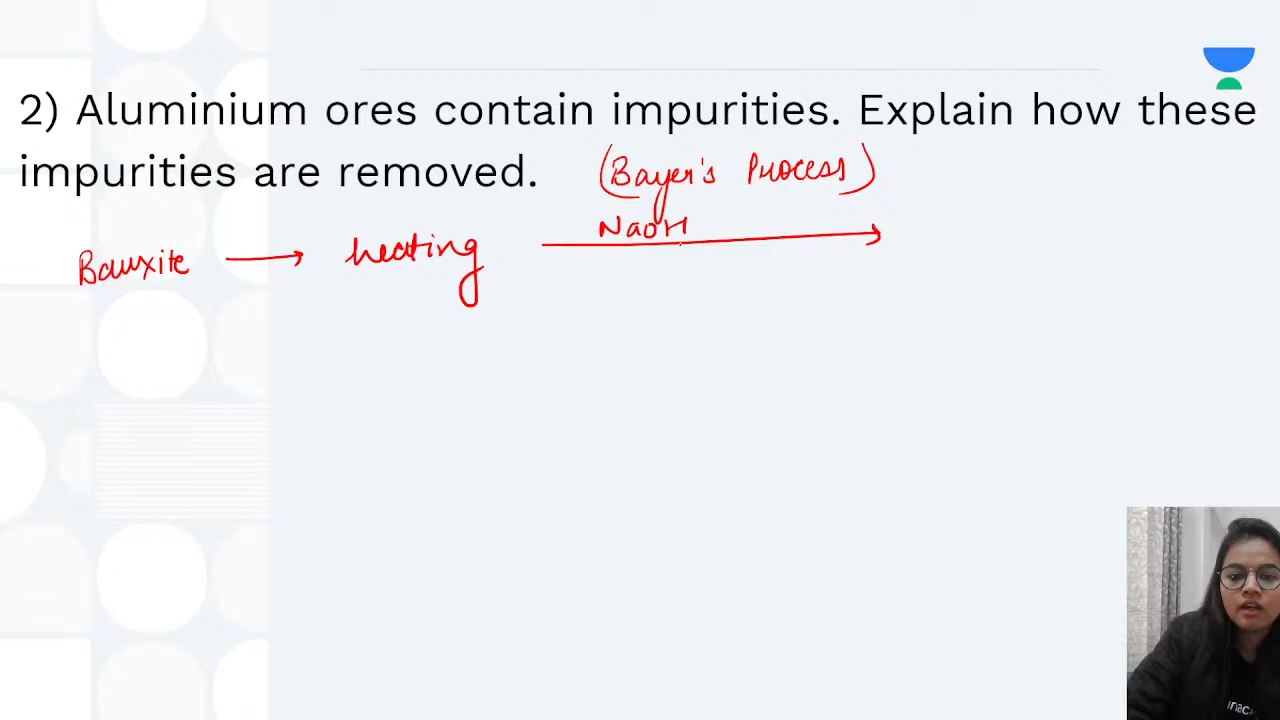 2) Aluminium ores contain impurities. Explain how these
impurities are removed. (Bayer's Process)
NaOH
Bauxite → heating →